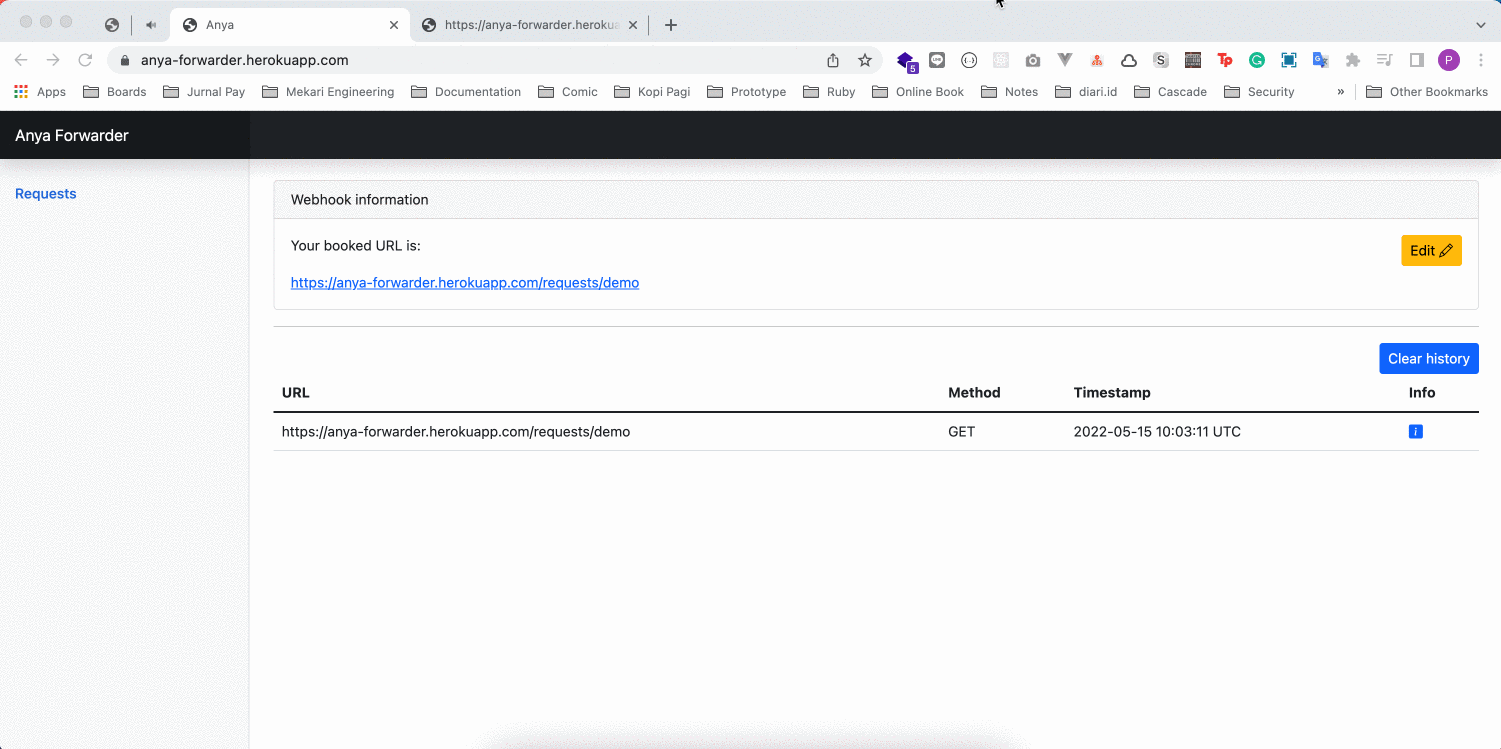 Anya
https://anya-forwarder.heroku
anya-forwarder.herokuapp.com
5
S
Tp
G
P
Apps
Boards
Jurnal Pay
Mekari Engineering
Documentation
Comic
Kopi Pagi
Prototype
Ruby
Online Book
Notes
diari.id
Cascade
Security
»
Other Bookmarks
Anya Forwarder
Requests
Webhook information
Your booked URL is:
Edit
https://anya-forwarder.herokuapp.com/requests/demo
Clear history
URL Method Timestamp Info
https://anya-forwarder.herokuapp.com/requests/demo GET 2022-05-15 10:03:11 UTC i